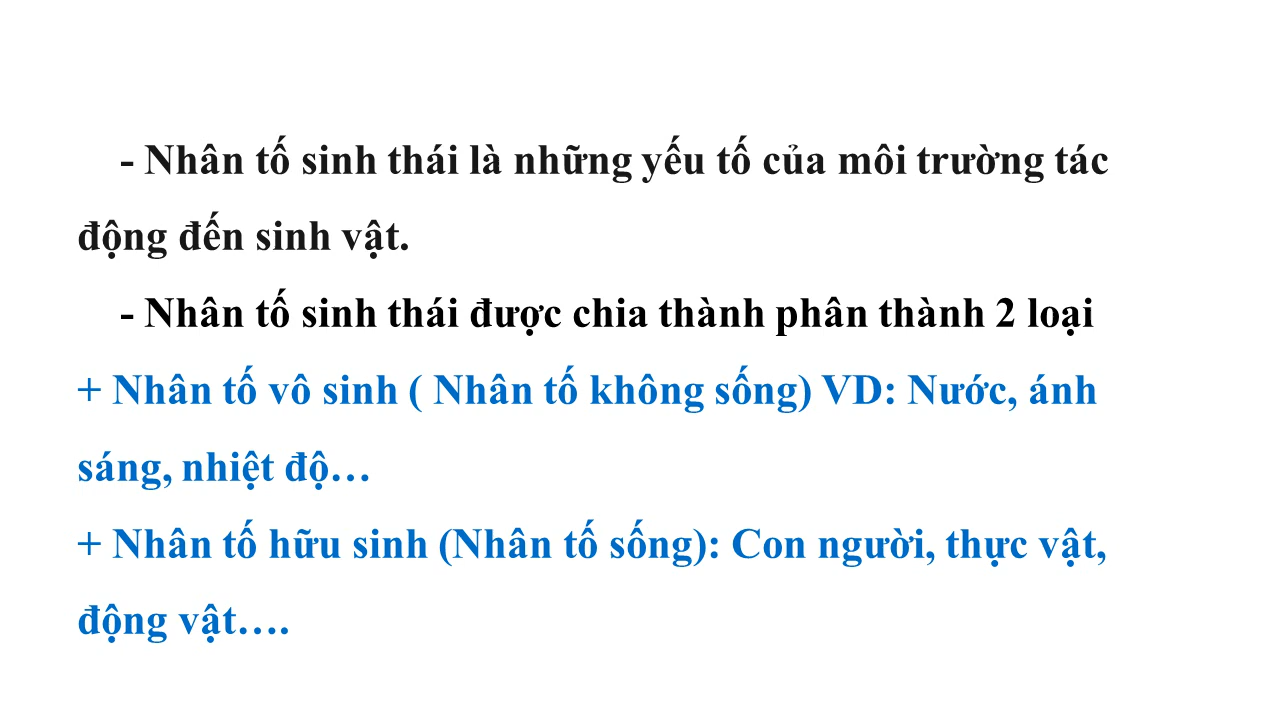 - Nhân tố sinh thái là những yếu tố của môi trường tác
động đến sinh vật.
- Nhân tố sinh thái được chia thành phân thành 2 loại
+ Nhân tố vô sinh ( Nhân tố không sống) VD: Nước, ánh
sáng, nhiệt độ…
+ Nhân tố hữu sinh (Nhân tố sống): Con người, thực vật,
động vật….